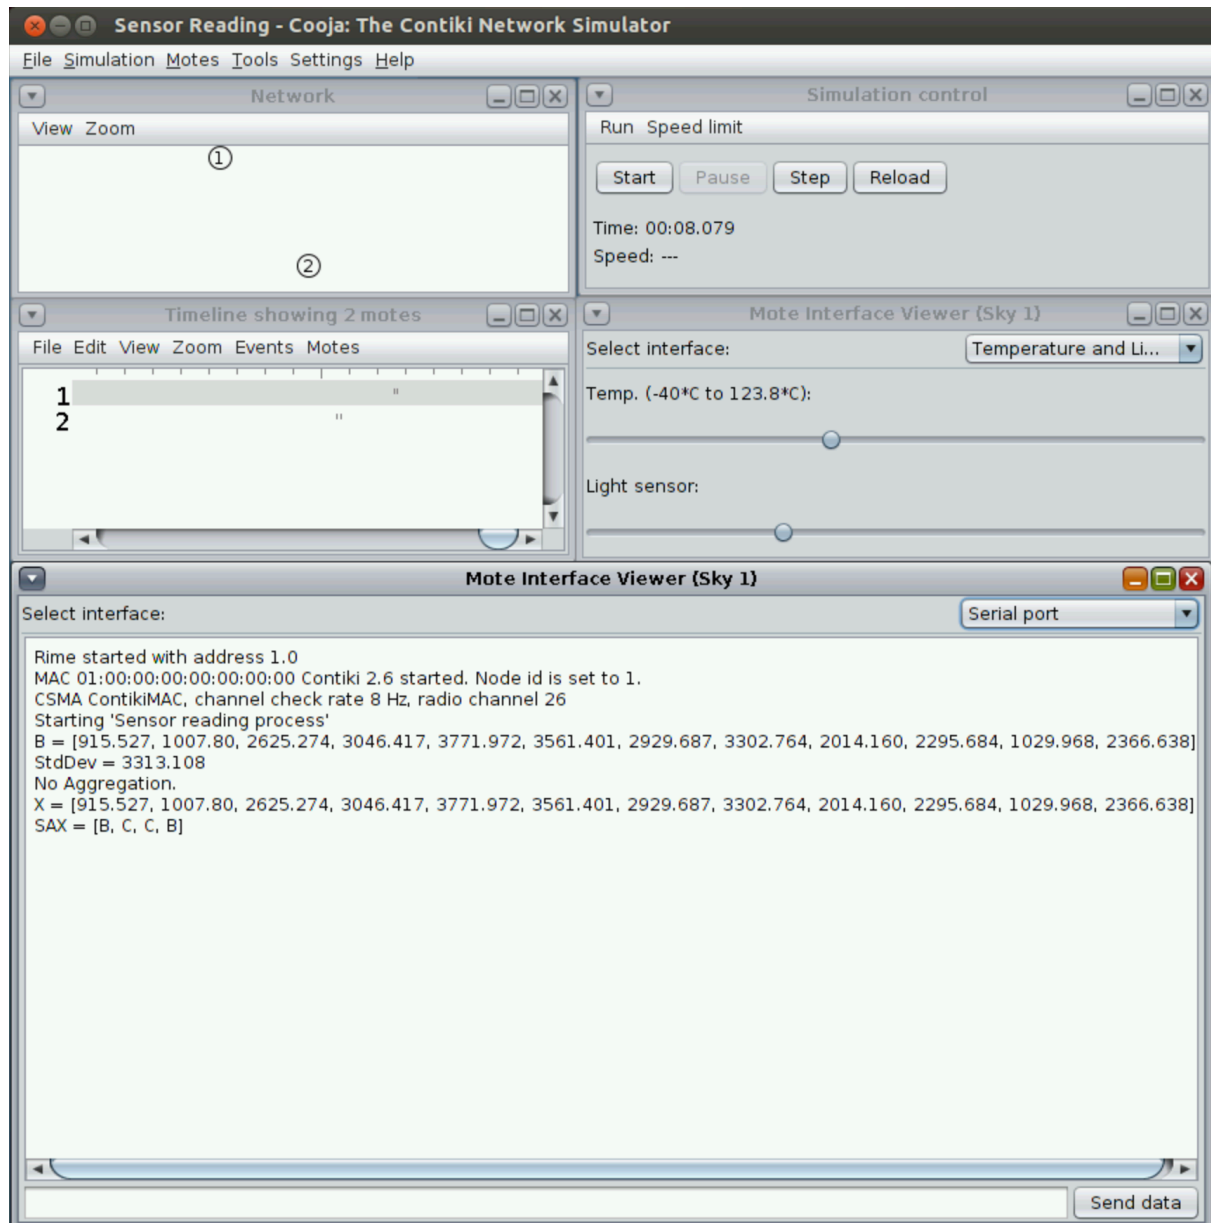 Sensor Reading - Cooja: The Contiki Network Simulator
File Simulation Motes Tools Settings Help
Network
View Zoom
①
②
Simulation control
Run Speed limit
Start Pause Step Reload
Time: 00:08.079
Speed: ---
Timeline showing 2 motes
File Edit View Zoom Events Motes
1
2
Mote Interface Viewer (Sky 1)
Select interface: Temperature and Li...
Temp. (-40*C to 123.8*C):
Light sensor:
Mote Interface Viewer (Sky 1)
Select interface: Serial port
Rime started with address 1.0
MAC 01:00:00:00:00:00:00:00 Contiki 2.6 started. Node id is set to 1.
CSMA ContikiMAC, channel check rate 8 Hz, radio channel 26
Starting 'Sensor reading process'
B = [915.527, 1007.80, 2625.274, 3046.417, 3771.972, 3561.401, 2929.687, 3302.764, 2014.160, 2295.684, 1029.968, 2366.638]
StdDev = 3313.108
No Aggregation.
X = [915.527, 1007.80, 2625.274, 3046.417, 3771.972, 3561.401, 2929.687, 3302.764, 2014.160, 2295.684, 1029.968, 2366.638]
SAX = [B, C, C, B]
Send data